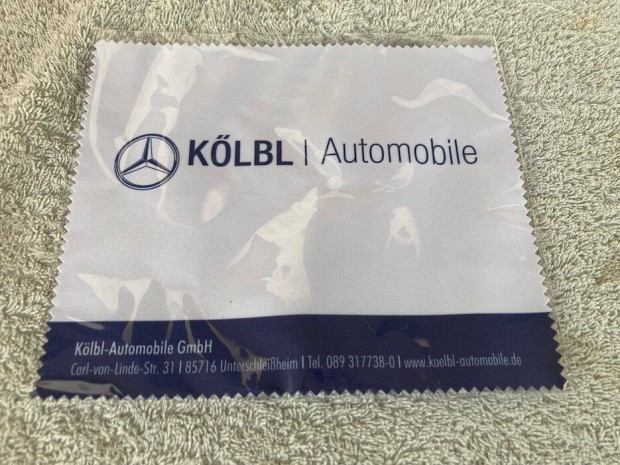 KÖLBL | Automobile
Kölbl-Automobile GmbH
Carl-von-Linde-Str. 31 | 85716 Unterschleißheim | Tel. 089 317738-0 | www.koelbl-automobile.de